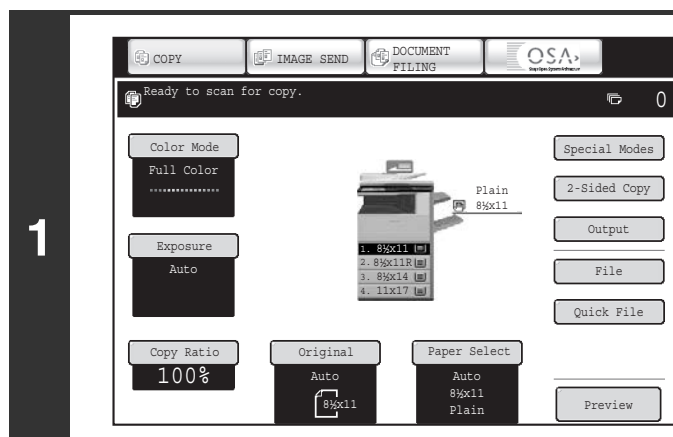 1
COPY
IMAGE SEND
DOCUMENT
FILING
OSA
Ready to scan for copy.
0
Color Mode
Full Color
Exposure
Auto
Copy Ratio
100%
Plain
8½x11
1. 8½x11
2. 8½x11R
3. 8½x14
4. 11x17
Original
Auto
8½x11
Paper Select
Auto
8½x11
Plain
Special Modes
2-Sided Copy
Output
File
Quick File
Preview